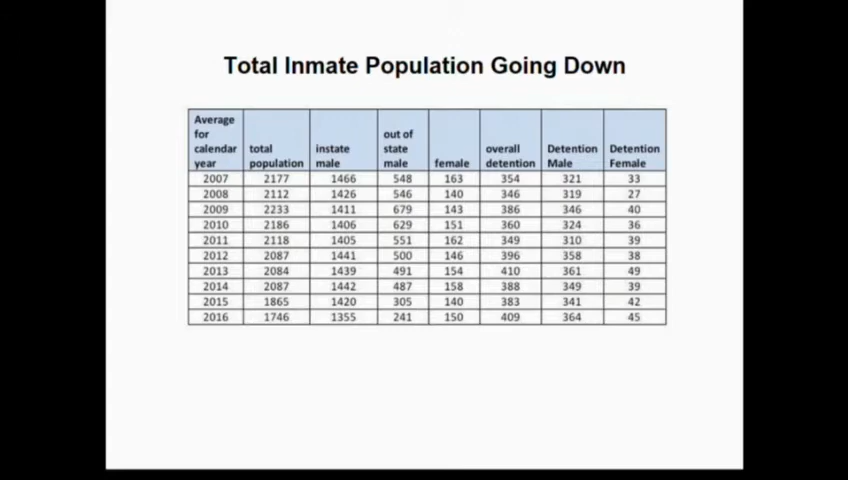 Total Inmate Population Going Down
Average for calendar year total population instate male out of state male female overall detention Detention Male Detention Female
2007 2177 1466 548 163 354 321 33
2008 2112 1426 546 140 346 319 27
2009 2233 1411 679 143 386 346 40
2010 2186 1406 629 151 360 324 36
2011 2118 1405 551 162 349 310 39
2012 2087 1441 500 146 396 358 38
2013 2084 1439 491 154 410 361 49
2014 2087 1442 487 158 388 349 39
2015 1865 1420 305 140 383 341 42
2016 1746 1355 241 150 409 364 45